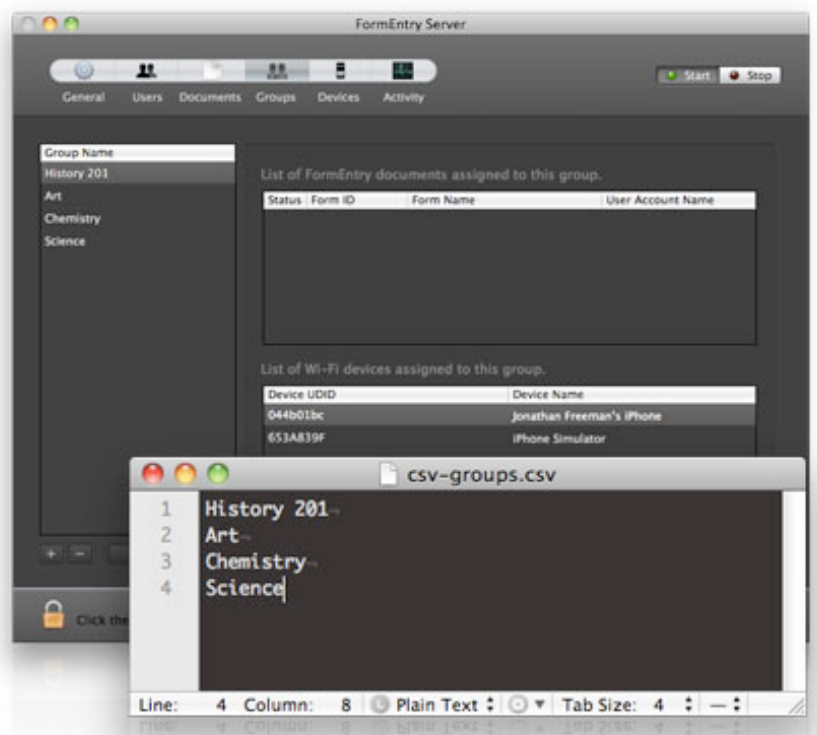 FormEntry Server
Start Stop
General Users Documents Groups Devices Activity
Group Name
History 201
Art
Chemistry
Science
List of FormEntry documents assigned to this group.
Status Form ID Form Name User Account Name
List of Wi-Fi devices assigned to this group.
Device UDID Device Name
044b01bc Jonathan Freeman's iPhone
653A839F iPhone Simulator
+ -
Click the
csv-groups.csv
1 History 201¬
2 Art¬
3 Chemistry¬
4 Science
Line: 4 Column: 8 Plain Text Tab Size: 4 —